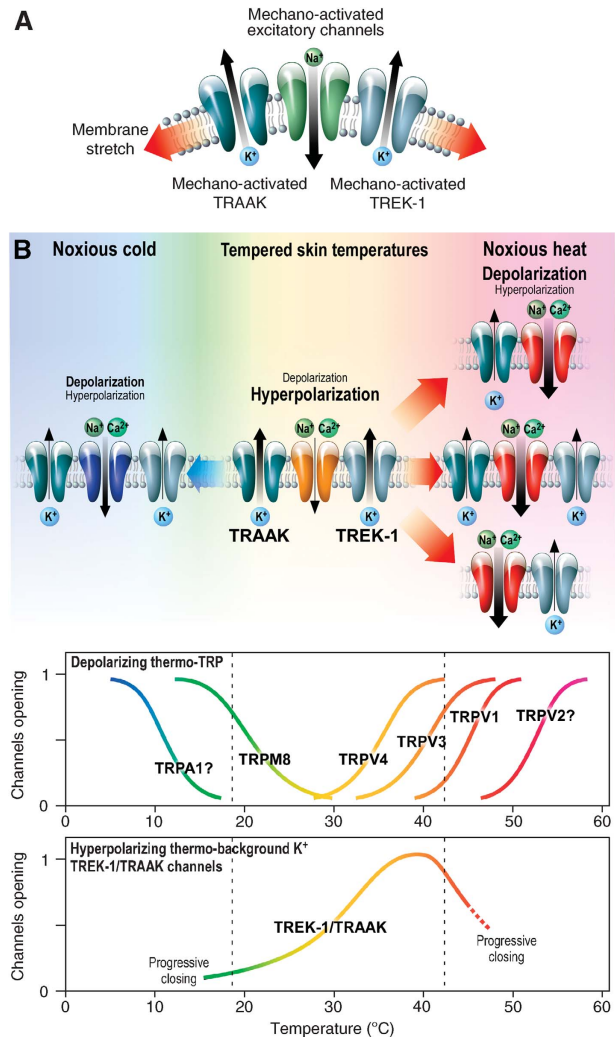 A
Mechano-activated
excitatory channels
Na⁺
Membrane
stretch
K⁺
K⁺
Mechano-activated
TRAAK
Mechano-activated
TREK-1
B
Noxious cold
Tempered skin temperatures
Noxious heat
Depolarization
Hyperpolarization
Na⁺ Ca²⁺
K⁺
Depolarization
Hyperpolarization
Na⁺ Ca²⁺
K⁺
K⁺
Depolarization
Hyperpolarization
Na⁺ Ca²⁺
K⁺
K⁺
TRAAK
TREK-1
Na⁺ Ca²⁺
K⁺
K⁺
Na⁺ Ca²⁺
K⁺
Depolarizing thermo-TRP
Channels opening
1
0
TRPA1?
TRPM8
TRPV4
TRPV3
TRPV1
TRPV2?
0 10 20 30 40 50 60
Hyperpolarizing thermo-background K⁺
TREK-1/TRAAK channels
Channels opening
1
0
TREK-1/TRAAK
Progressive
closing
Progressive
closing
0 10 20 30 40 50 60
Temperature (°C)